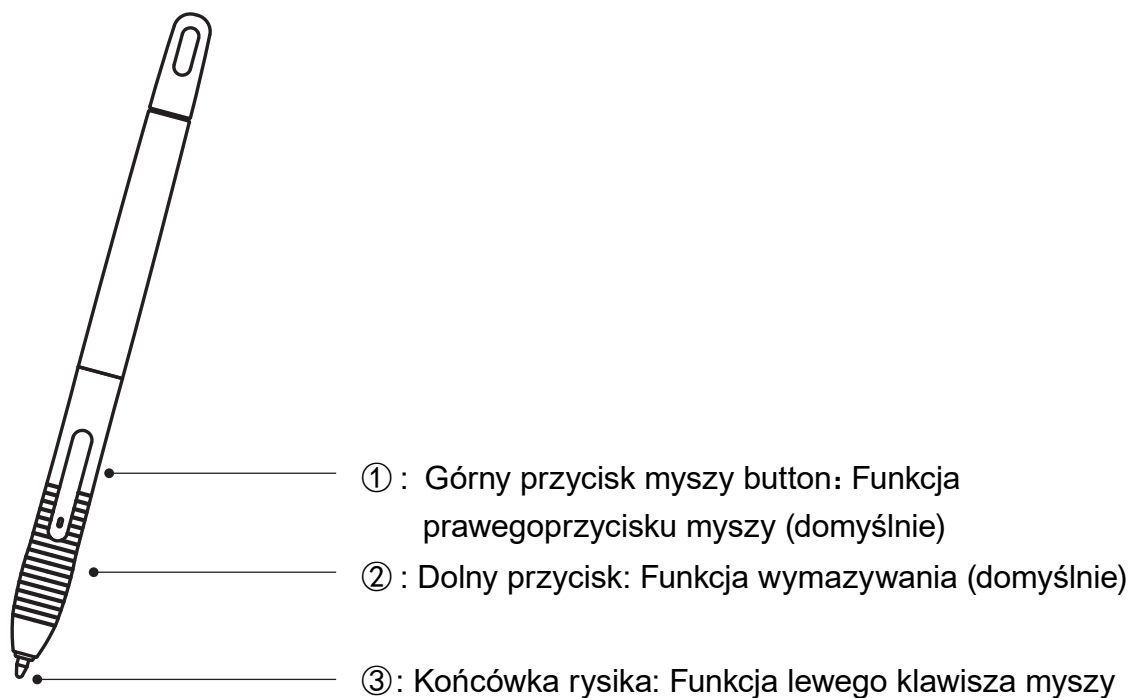 ① : Górny przycisk myszy button: Funkcja
prawegoprzycisku myszy (domyślnie)
② : Dolny przycisk: Funkcja wymazywania (domyślnie)
③ : Końcówka rysika: Funkcja lewego klawisza myszy